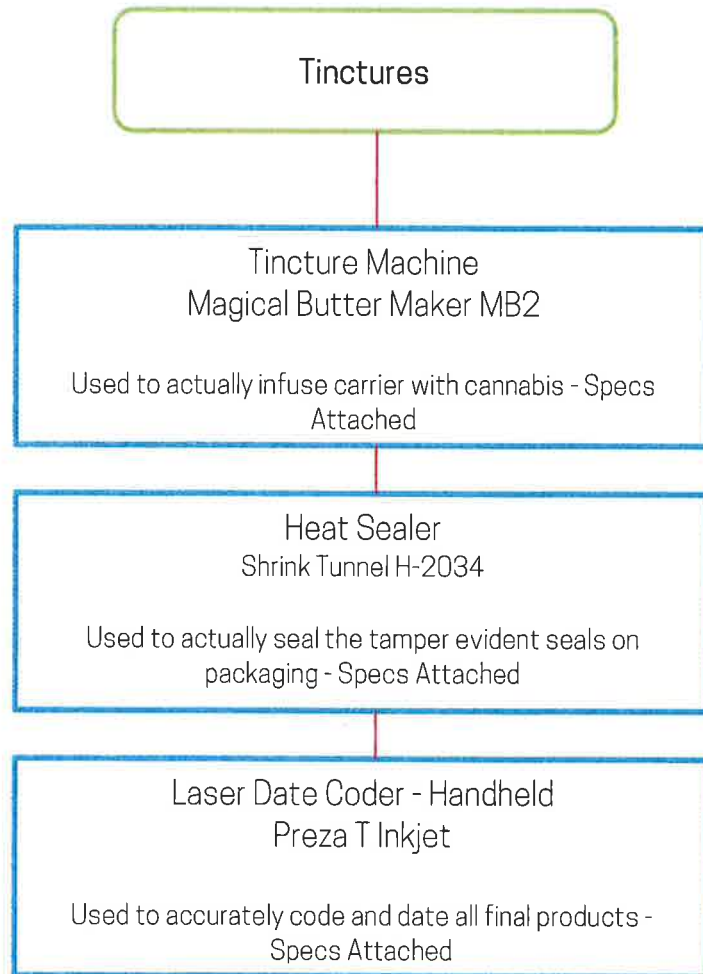 Tinctures
Tincture Machine
Magical Butter Maker MB2
Used to actually infuse carrier with cannabis - Specs
Attached
Heat Sealer
Shrink Tunnel H-2034
Used to actually seal the tamper evident seals on
packaging - Specs Attached
Laser Date Coder - Handheld
Preza T Inkjet
Used to accurately code and date all final products -
Specs Attached